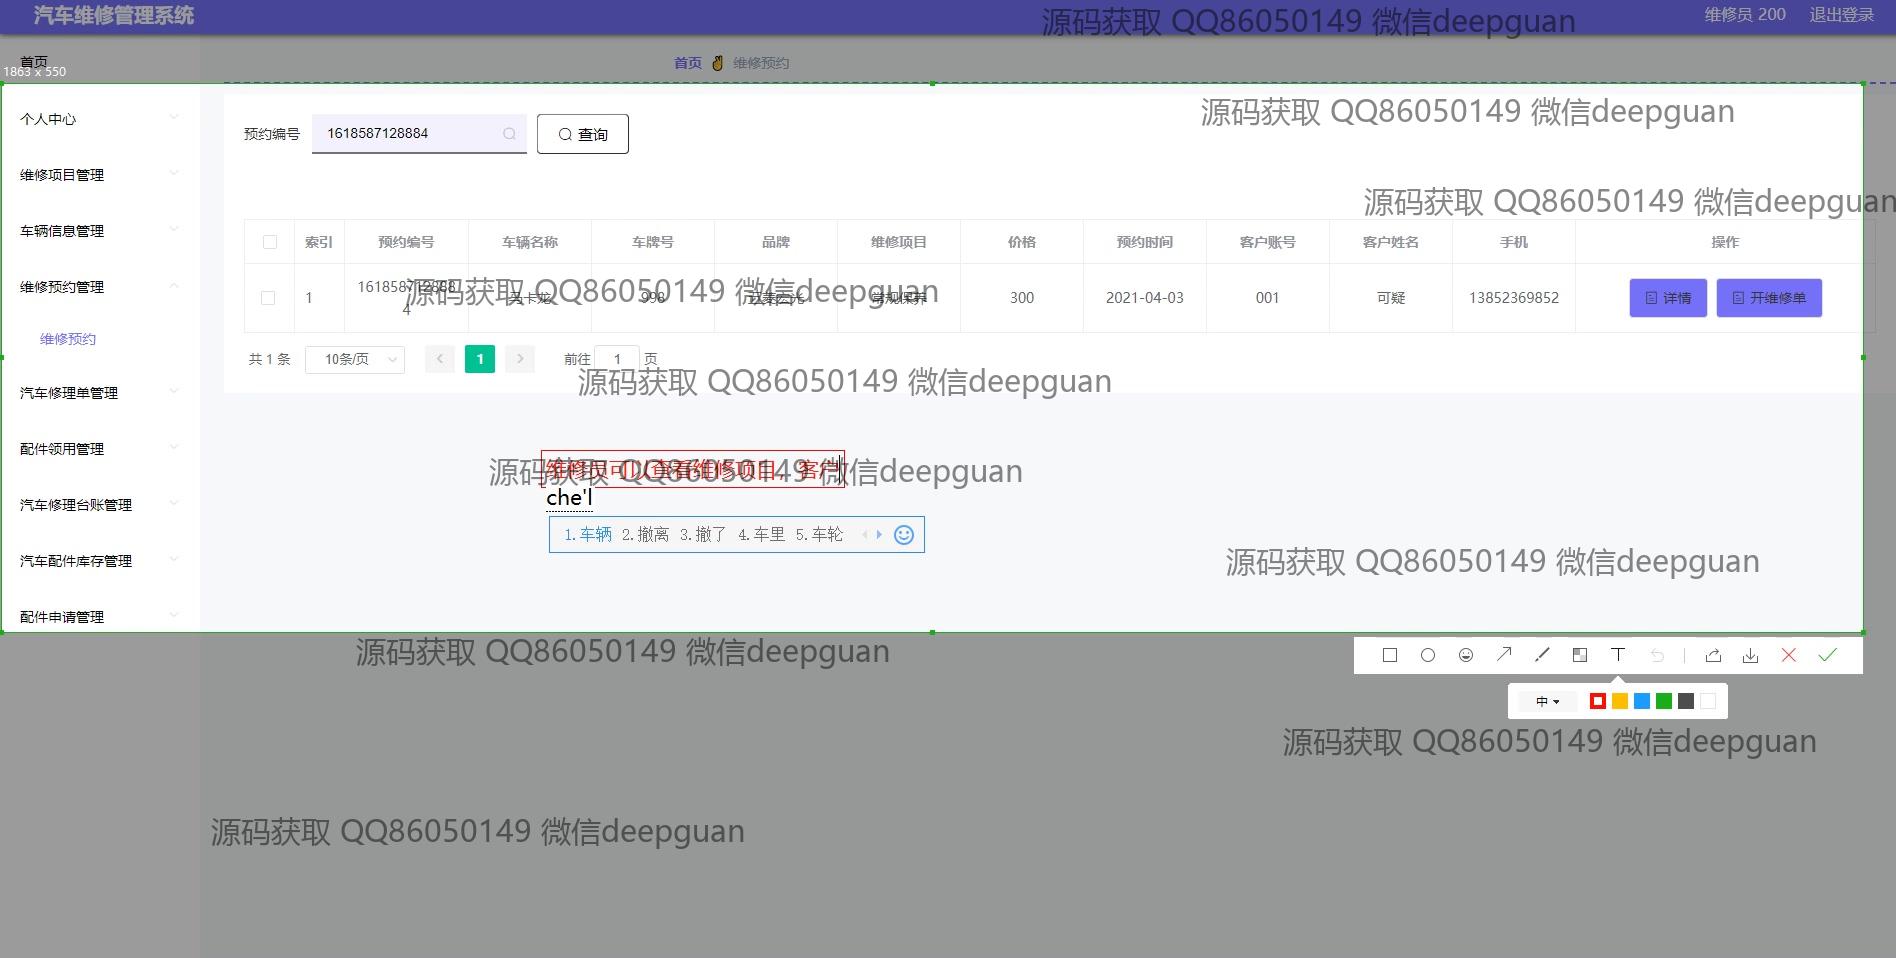 汽车维修管理系统
源码获取 QQ86050149 微信deepguan
维修员 200
退出登录
首页
1863 x 550
首页 维修预约
个人中心
维修项目管理
车辆信息管理
维修预约管理
维修预约
汽车修理单管理
配件领用管理
汽车修理台账管理
汽车配件库存管理
配件申请管理
预约编号
1618587128884
查询
源码获取 QQ86050149 微信deepguan
源码获取 QQ86050149 微信deepguan
索引 预约编号 车辆名称 车牌号 品牌 维修项目 价格 预约时间 客户账号 客户姓名 手机 操作
1 1618587128884 998 常规保养 300 2021-04-03 001 可疑 13852369852 详情 开维修单
源码获取 QQ86050149 微信deepguan
共 1 条 10条/页 1 前往 1 页
源码获取 QQ86050149 微信deepguan
维修员可以查看维修项目，客户
源码获取 QQ86050149 微信deepguan
che'l
1.车辆 2.撤离 3.撤了 4.车里 5.车轮
源码获取 QQ86050149 微信deepguan
源码获取 QQ86050149 微信deepguan
中
源码获取 QQ86050149 微信deepguan
源码获取 QQ86050149 微信deepguan